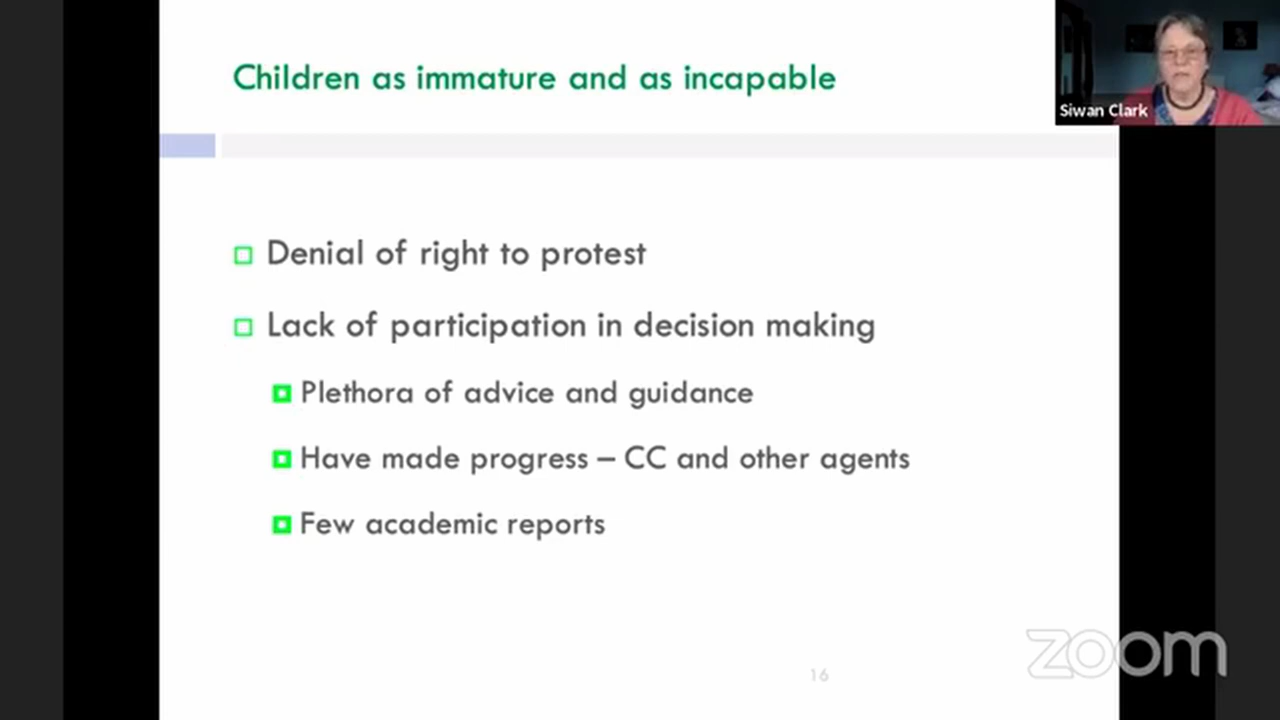 Children as immature and as incapable
Siwan Clark
Denial of right to protest
Lack of participation in decision making
Plethora of advice and guidance
Have made progress – CC and other agents
Few academic reports
16
zoom